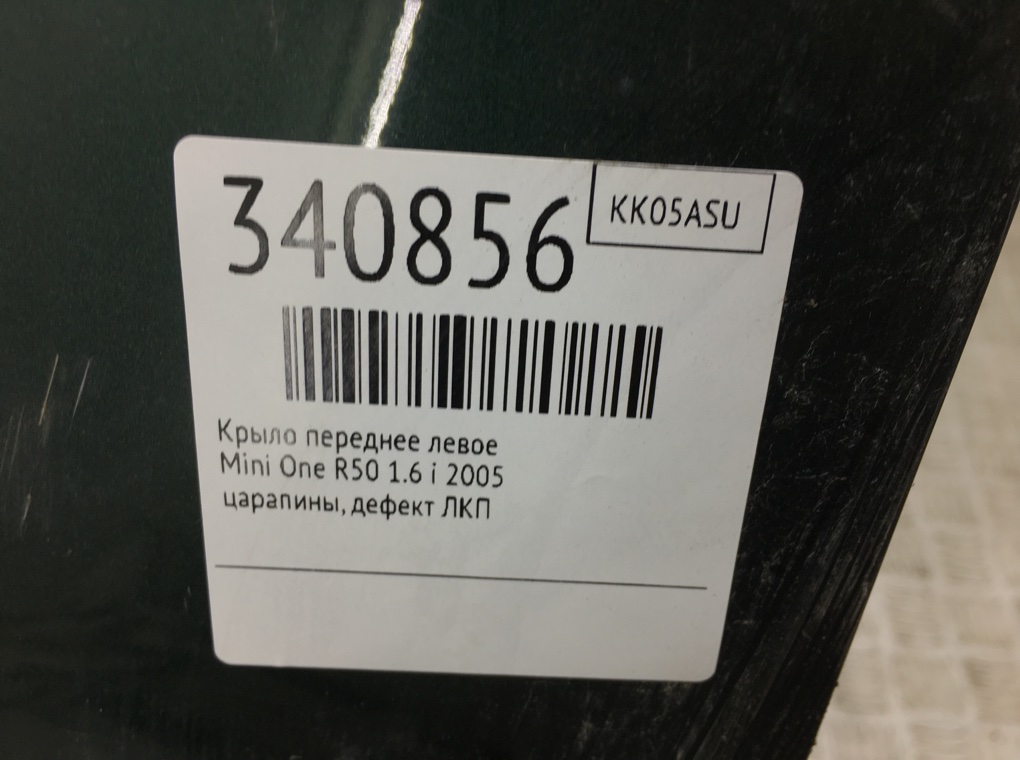 340856
KK05ASU
Крыло переднее левое
Mini One R50 1.6 i 2005
царапины, дефект ЛКП